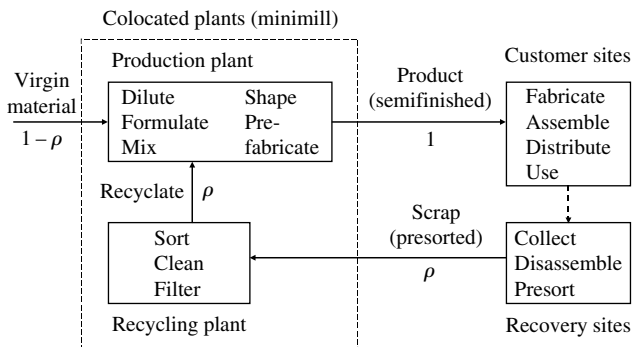 Colocated plants (minimill)
Production plant
Virgin
material
1 – ρ
Dilute
Formulate
Mix
Shape
Pre-
fabricate
Product
(semifinished)
1
Customer sites
Fabricate
Assemble
Distribute
Use
Recyclate
ρ
Sort
Clean
Filter
Recycling plant
Scrap
(presorted)
ρ
Collect
Disassemble
Presort
Recovery sites